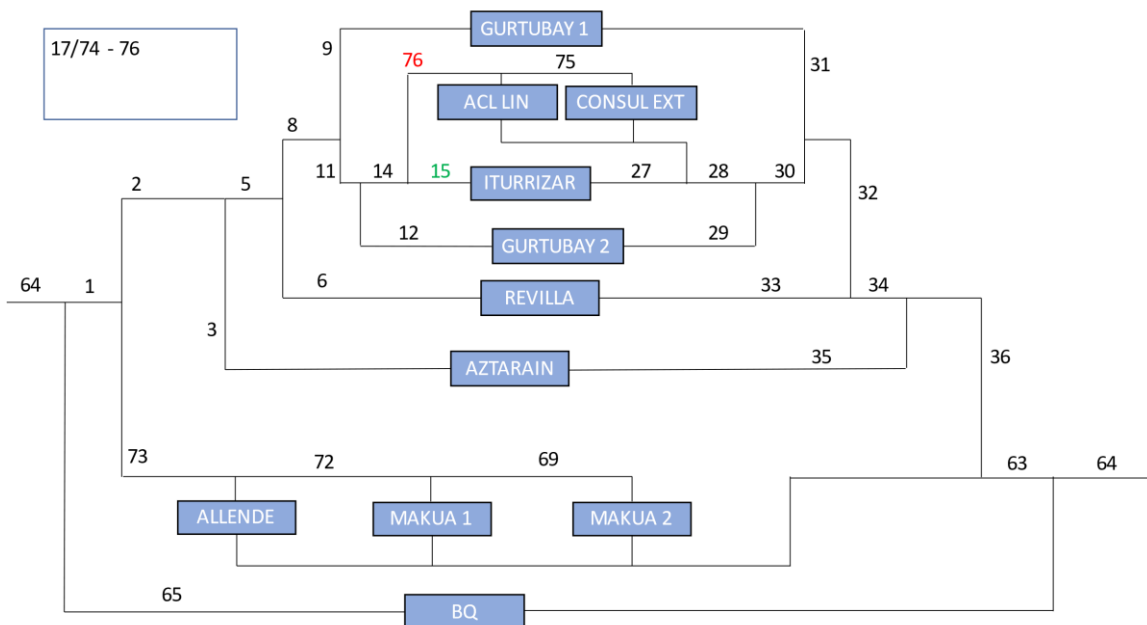 17/74 - 76
GURTUBAY 1
9
76
75
31
ACL LIN
CONSUL EXT
8
11
14
15
ITURRIZAR
27
28
30
2
5
32
12
GURTUBAY 2
29
64
1
6
REVILLA
33
34
3
AZTARAIN
35
36
73
72
69
63
64
ALLENDE
MAKUA 1
MAKUA 2
65
BQ